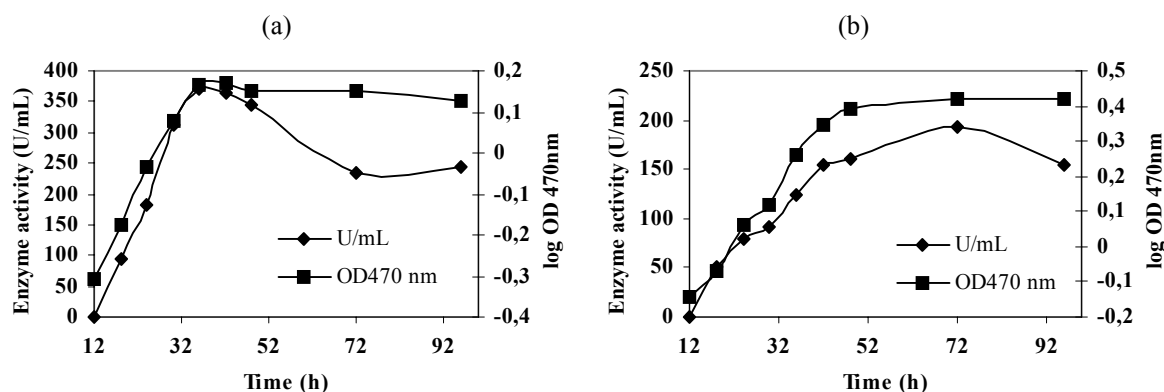 (a)
400
350
300
250
200
150
100
50
0
Enzyme activity (U/mL)
0,2
0,1
0
-0,1
-0,2
-0,3
-0,4
log OD 470nm
U/mL
OD470 nm
12 32 52 72 92
Time (h)
(b)
250
200
150
100
50
0
Enzyme activity (U/mL)
0,5
0,4
0,3
0,2
0,1
0
-0,1
-0,2
log OD 470nm
U/mL
OD470 nm
12 32 52 72 92
Time (h)